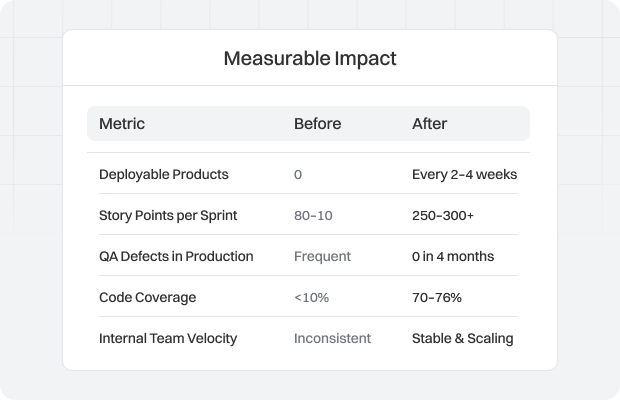 Measurable Impact
Metric Before After
Deployable Products 0 Every 2–4 weeks
Story Points per Sprint 80–10 250–300+
QA Defects in Production Frequent 0 in 4 months
Code Coverage <10% 70–76%
Internal Team Velocity Inconsistent Stable & Scaling